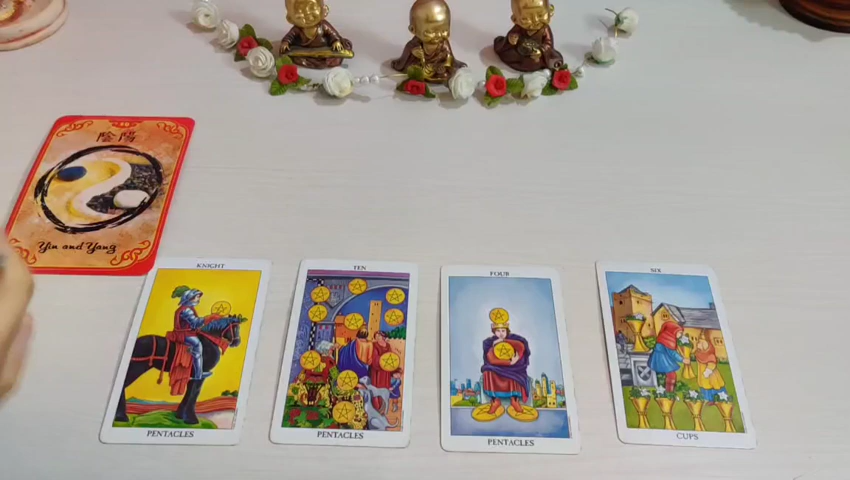 陰陽
Yin and Yang
KNIGHT
PENTACLES
TEN
PENTACLES
FOUR
PENTACLES
SIX
CUPS